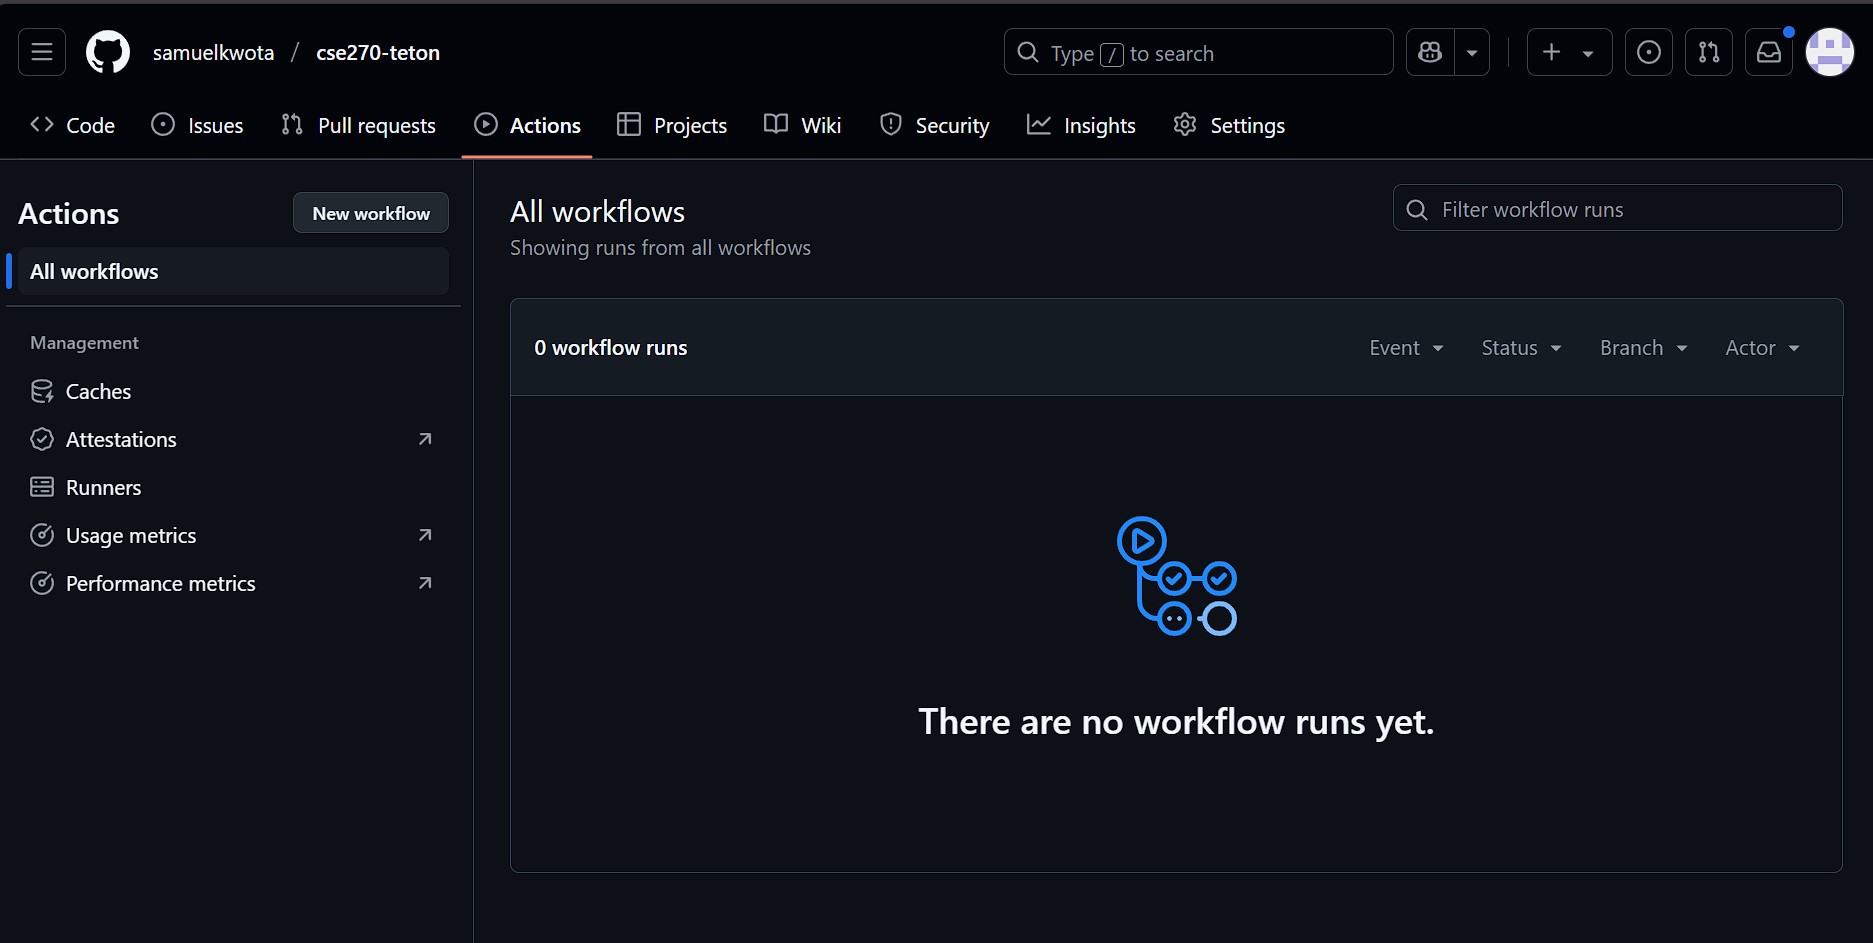 samuelkwota / cse270-teton
Type / to search
Code
Issues
Pull requests
Actions
Projects
Wiki
Security
Insights
Settings
Actions
New workflow
All workflows
Management
Caches
Attestations
Runners
Usage metrics
Performance metrics
All workflows
Showing runs from all workflows
Filter workflow runs
0 workflow runs
Event
Status
Branch
Actor
There are no workflow runs yet.